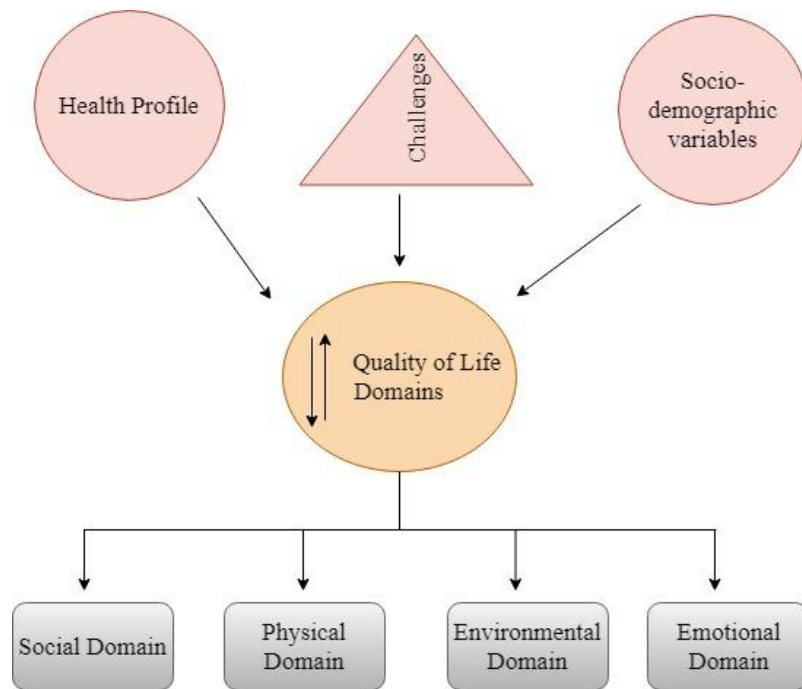 Health Profile
Challenges
Socio-
demographic
variables
Quality of Life
Domains
Social Domain
Physical
Domain
Environmental
Domain
Emotional
Domain